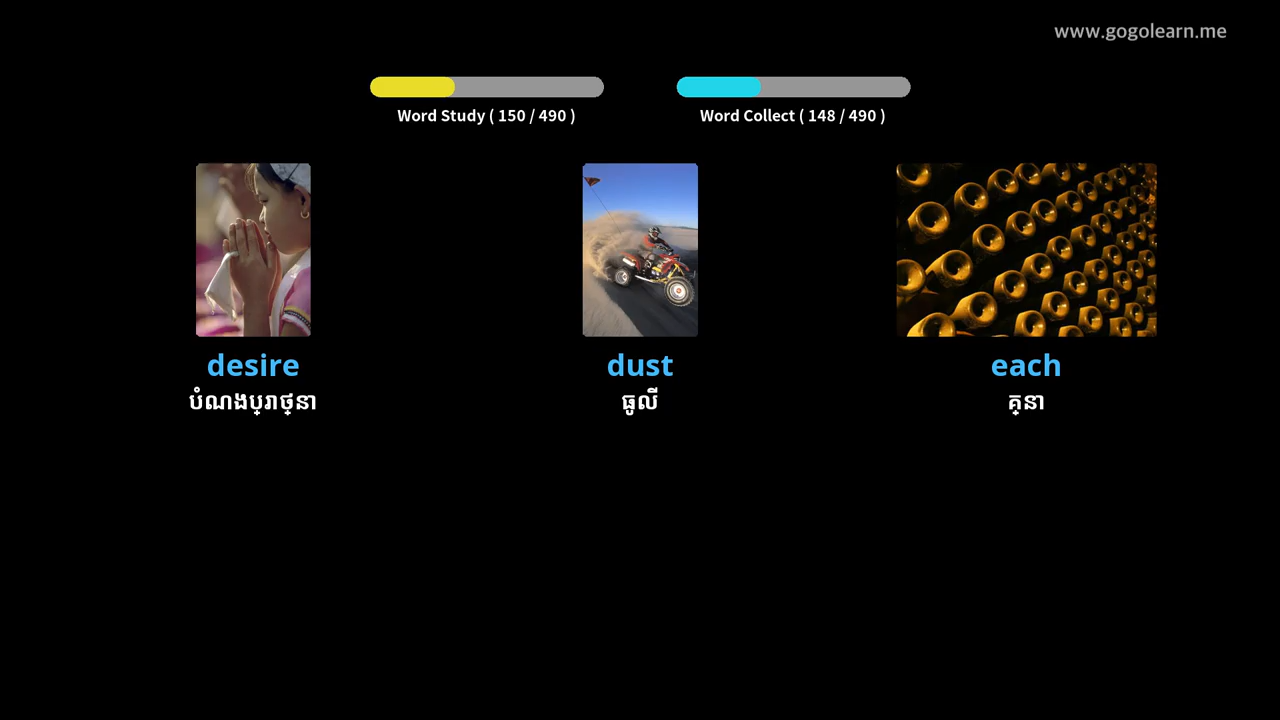 www.gogolearn.me
Word Study ( 150 / 490 )
Word Collect ( 148 / 490 )
desire
បំណងប្រាថ្នា
dust
ធូលី
each
គ្នា